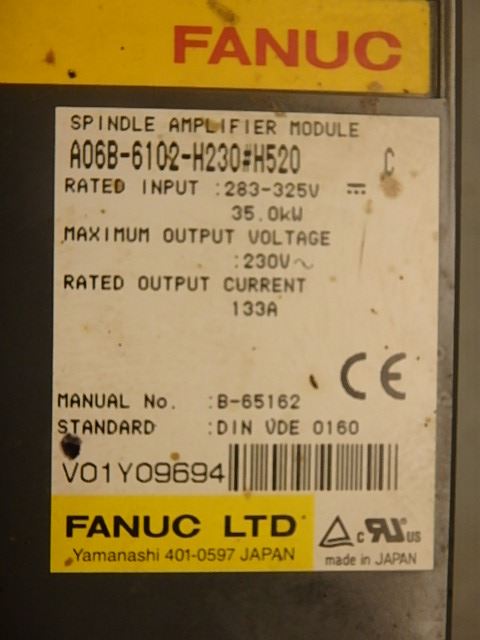 FANUC
SPINDLE AMPLIFIER MODULE
A06B-6102-H230#H520 C
RATED INPUT :283-325V ⎓
35.0kW
MAXIMUM OUTPUT VOLTAGE
:230V～
RATED OUTPUT CURRENT
133A
CE
MANUAL No. :B-65162
STANDARD :DIN VDE 0160
V01Y09694
FANUC LTD
Yamanashi 401-0597 JAPAN
c RU US
made in JAPAN